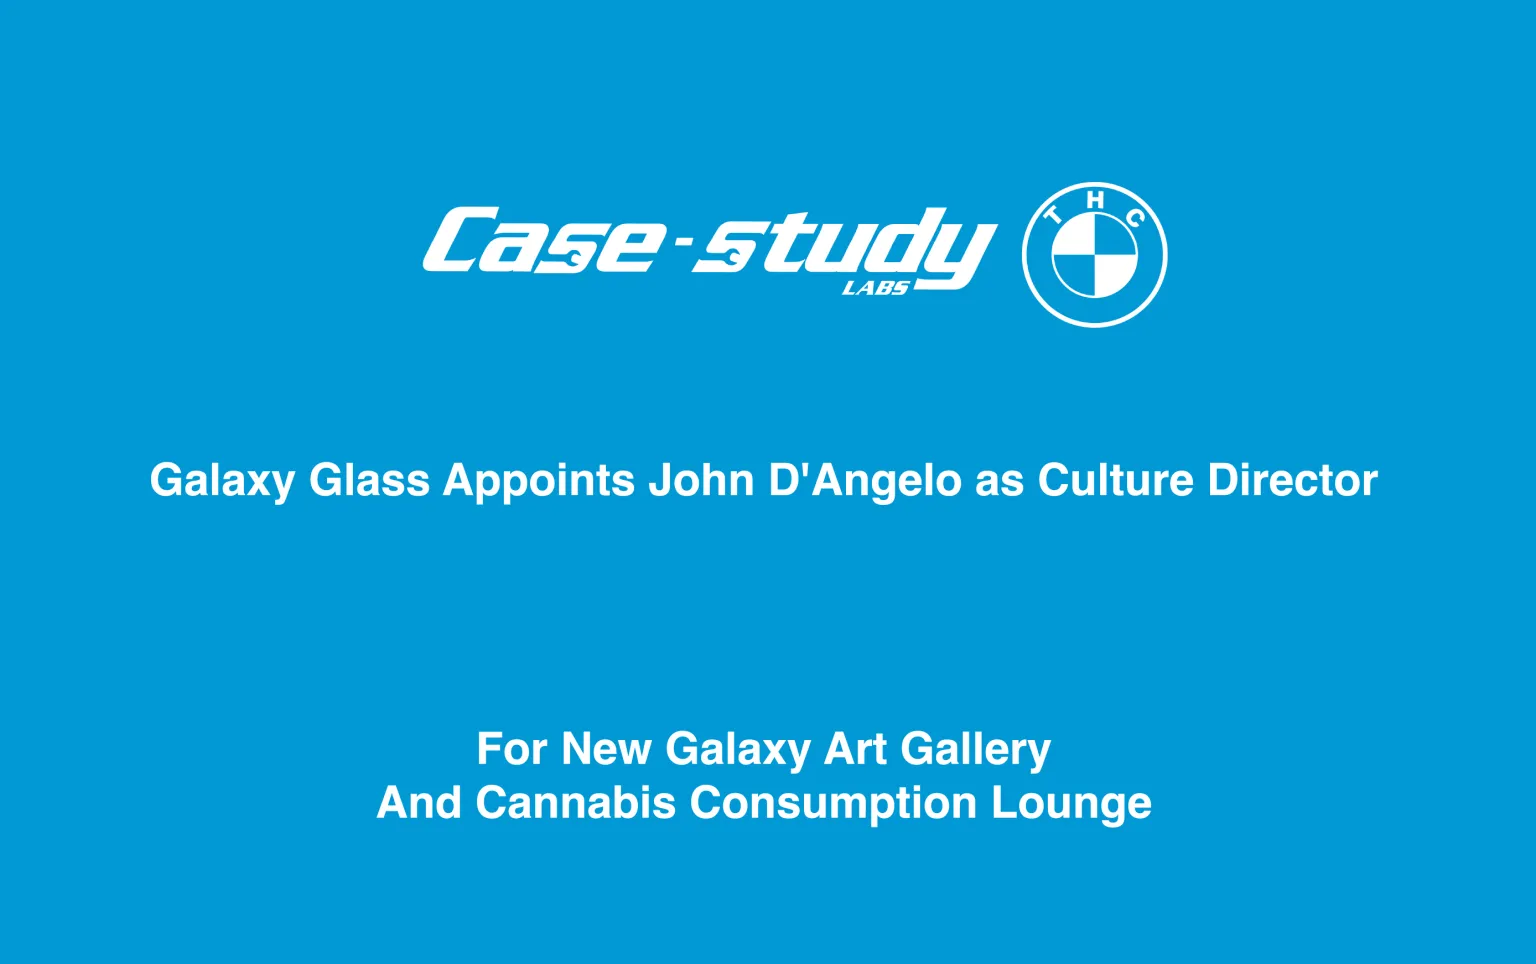 Case-study
LABS
THC
Galaxy Glass Appoints John D'Angelo as Culture Director
For New Galaxy Art Gallery
And Cannabis Consumption Lounge